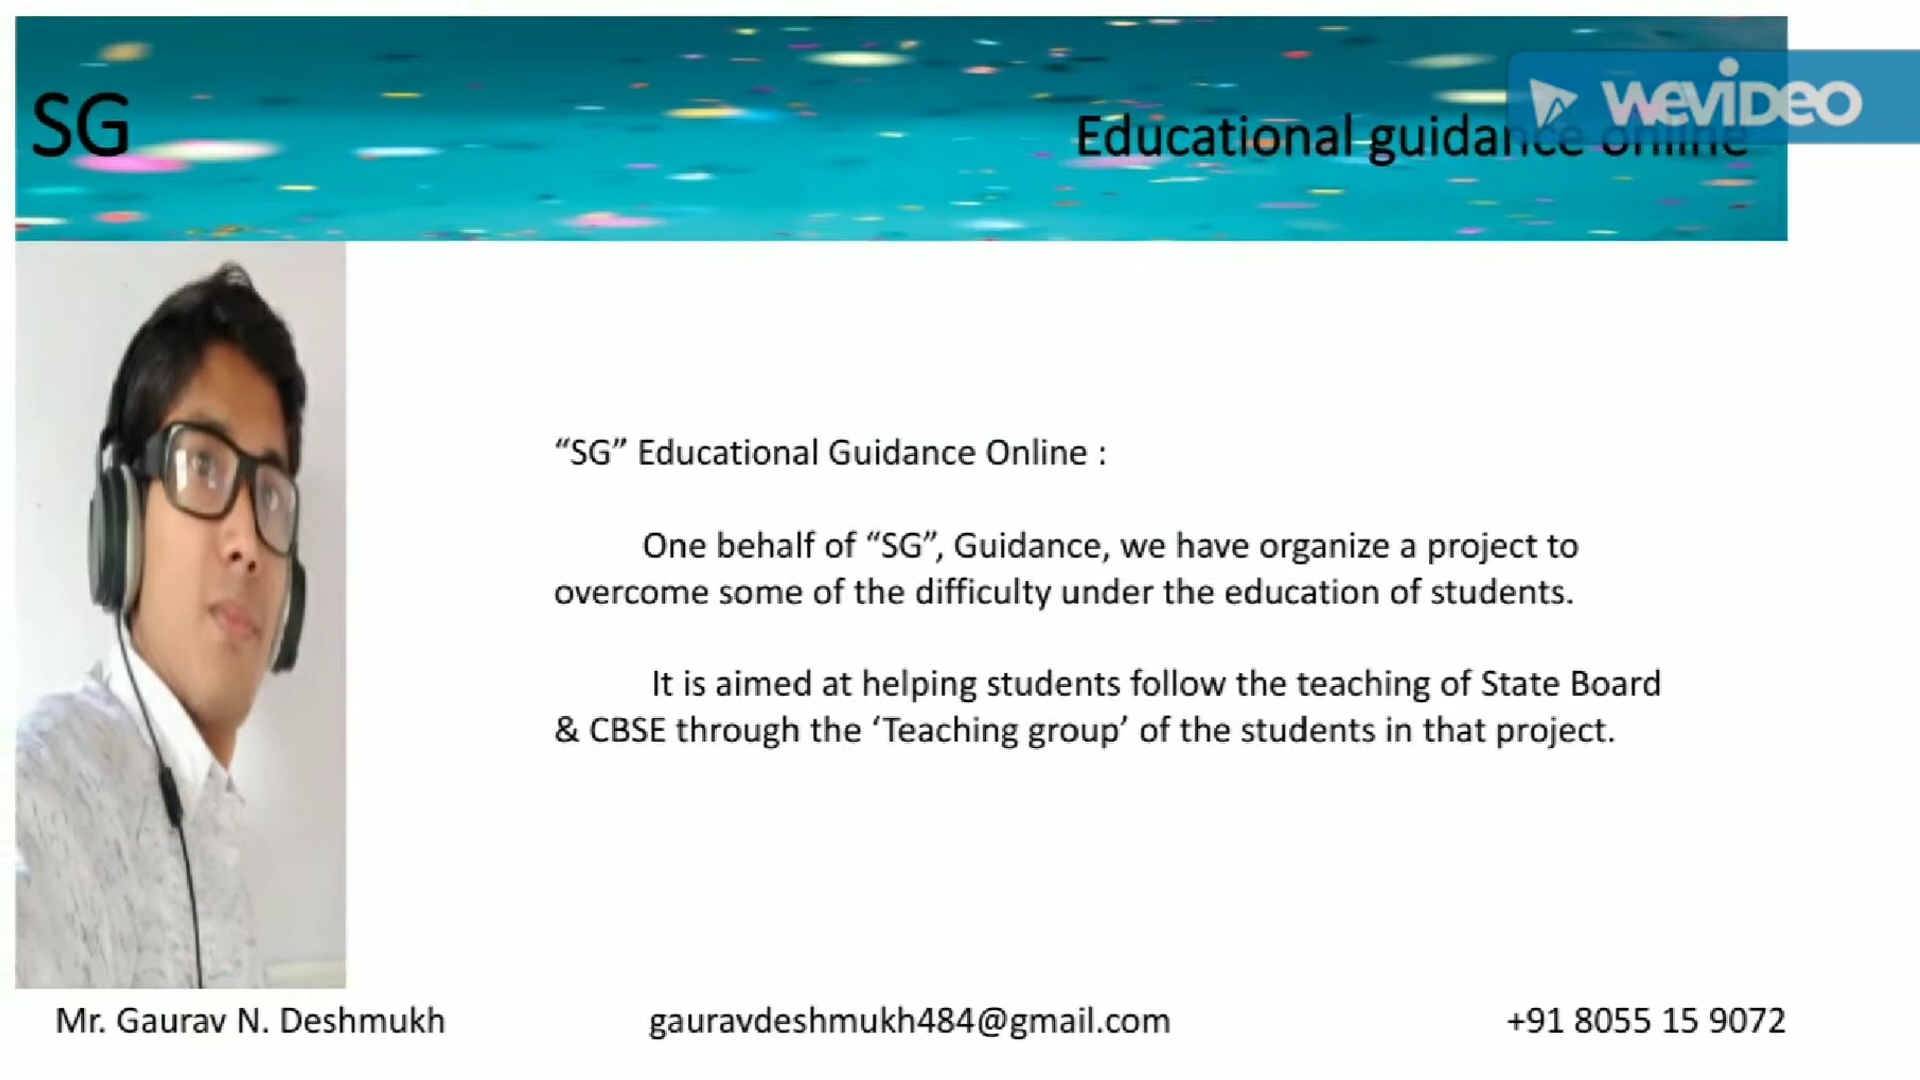 SG
Educational guidance online
WEVIDEO
“SG” Educational Guidance Online :
One behalf of “SG”, Guidance, we have organize a project to
overcome some of the difficulty under the education of students.
It is aimed at helping students follow the teaching of State Board
& CBSE through the ‘Teaching group’ of the students in that project.
Mr. Gaurav N. Deshmukh
gauravdeshmukh484@gmail.com
+91 8055 15 9072